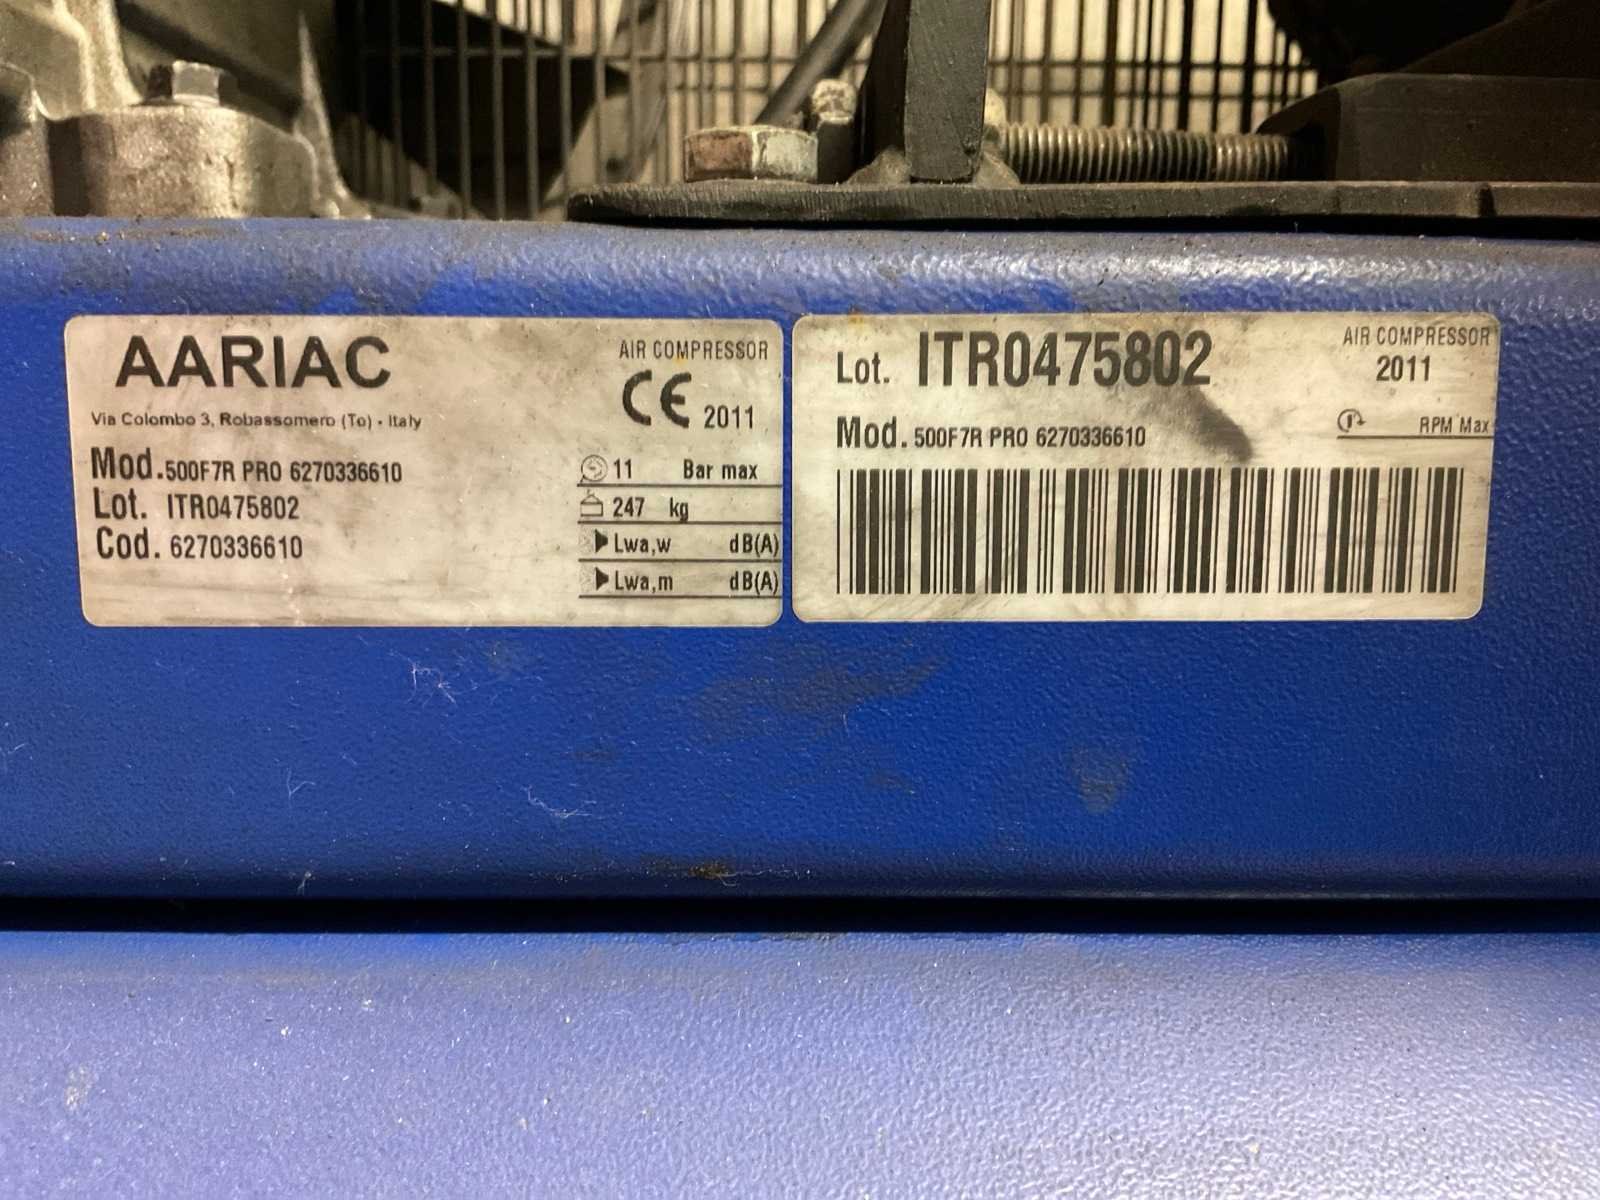 AARIAC
AIR COMPRESSOR
CE 2011
Via Colombo 3, Robassomero (To) - Italy
Mod. 500F7R PRO 6270336610
Lot. ITR0475802
Cod. 6270336610
11 Bar max
247 kg
Lwa,w dB(A)
Lwa,m dB(A)
Lot. ITR0475802
AIR COMPRESSOR
2011
Mod. 500F7R PRO 6270336610
RPM Max